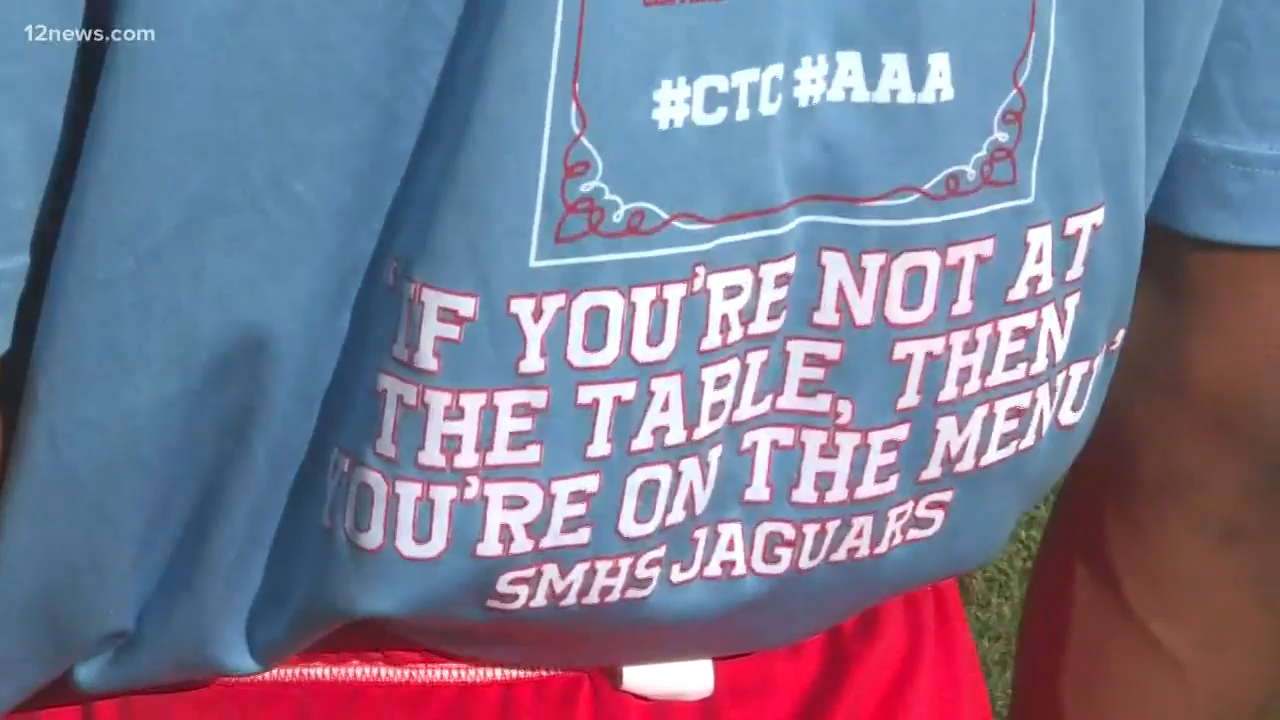 12news.com
#CTC #AAA
"IF YOU'RE NOT AT
THE TABLE, THEN
YOU'RE ON THE MENU"
SMHS JAGUARS